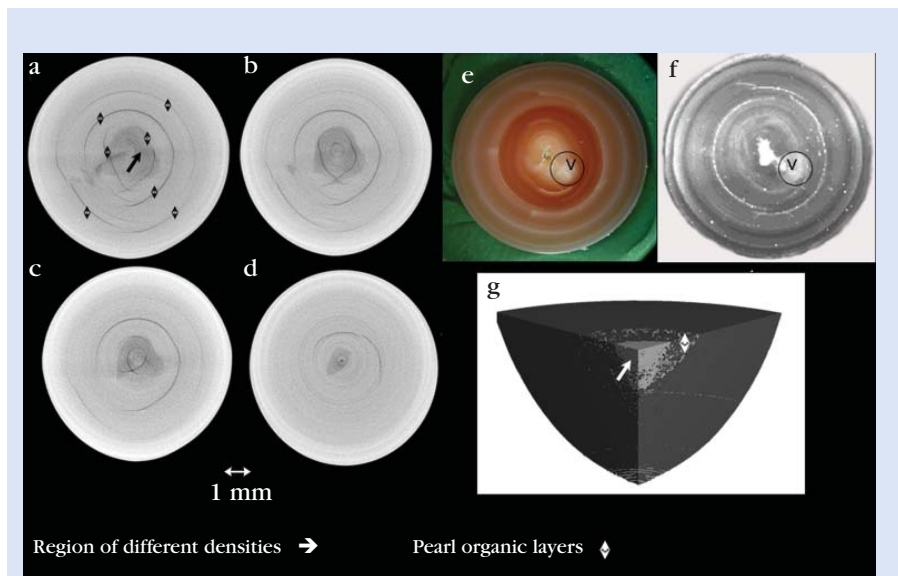 a
b
e
f
V
V
c
d
g
1 mm
Region of different densities
Pearl organic layers